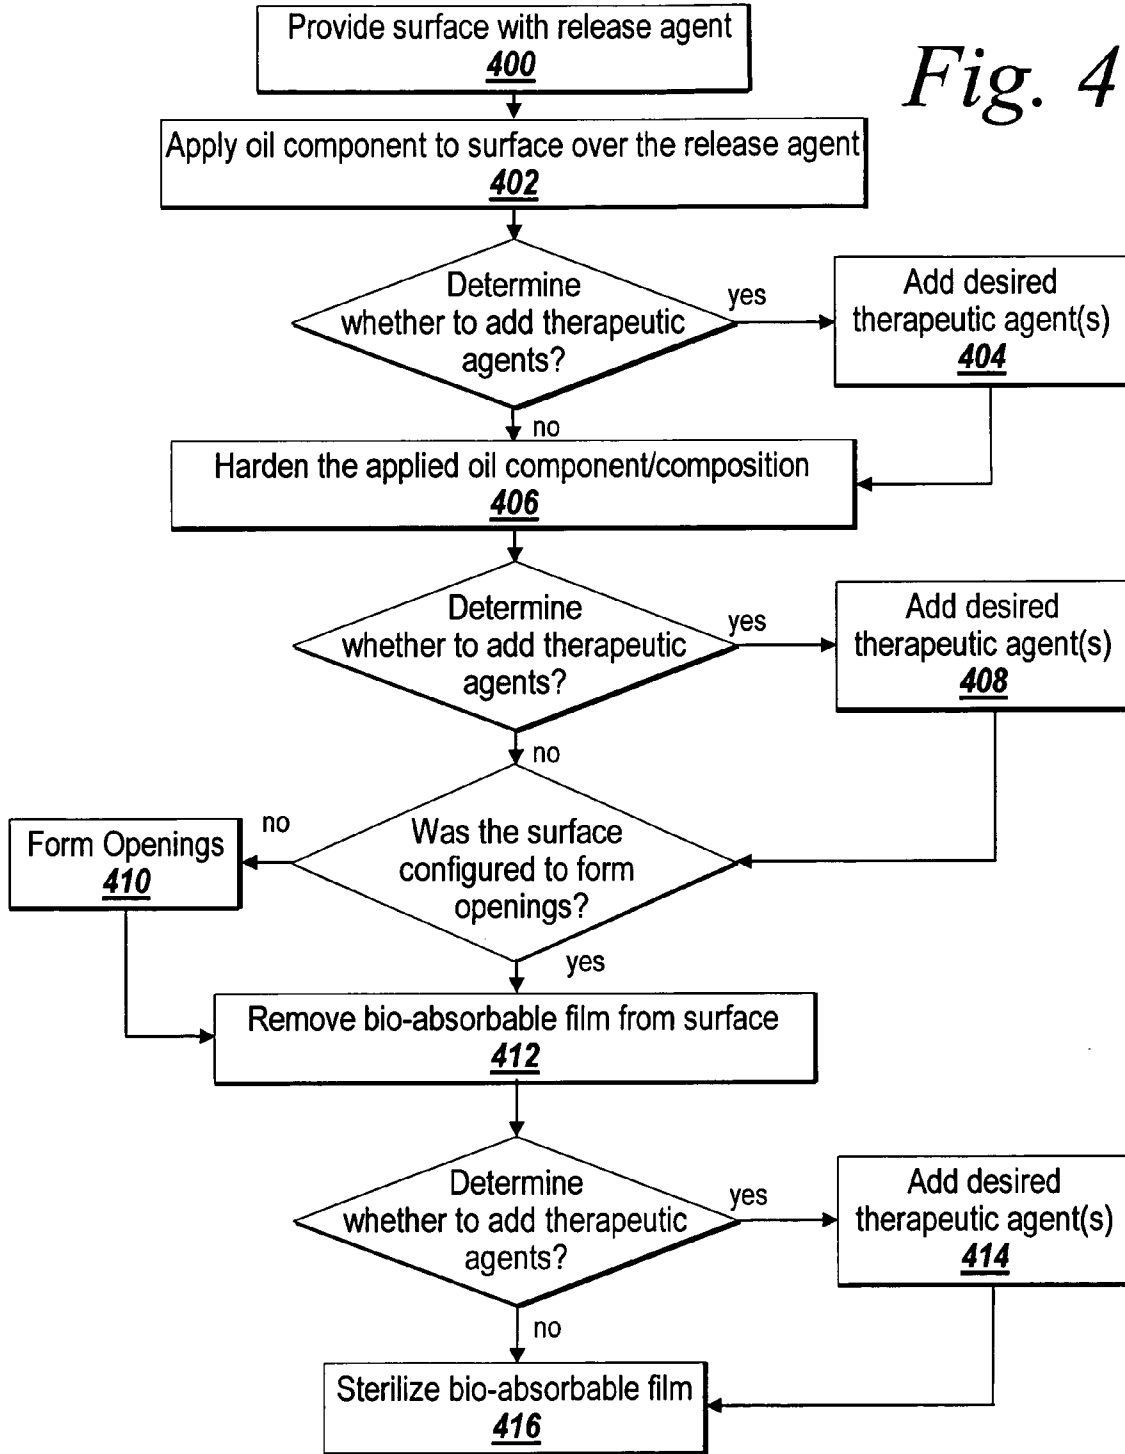 Provide surface with release agent
400
Fig. 4
Apply oil component to surface over the release agent
402
Determine
whether to add therapeutic
agents?
yes
Add desired
therapeutic agent(s)
404
no
Harden the applied oil component/composition
406
Determine
whether to add therapeutic
agents?
yes
Add desired
therapeutic agent(s)
408
no
Was the surface
configured to form
openings?
no
Form Openings
410
yes
Remove bio-absorbable film from surface
412
Determine
whether to add therapeutic
agents?
yes
Add desired
therapeutic agent(s)
414
no
Sterilize bio-absorbable film
416